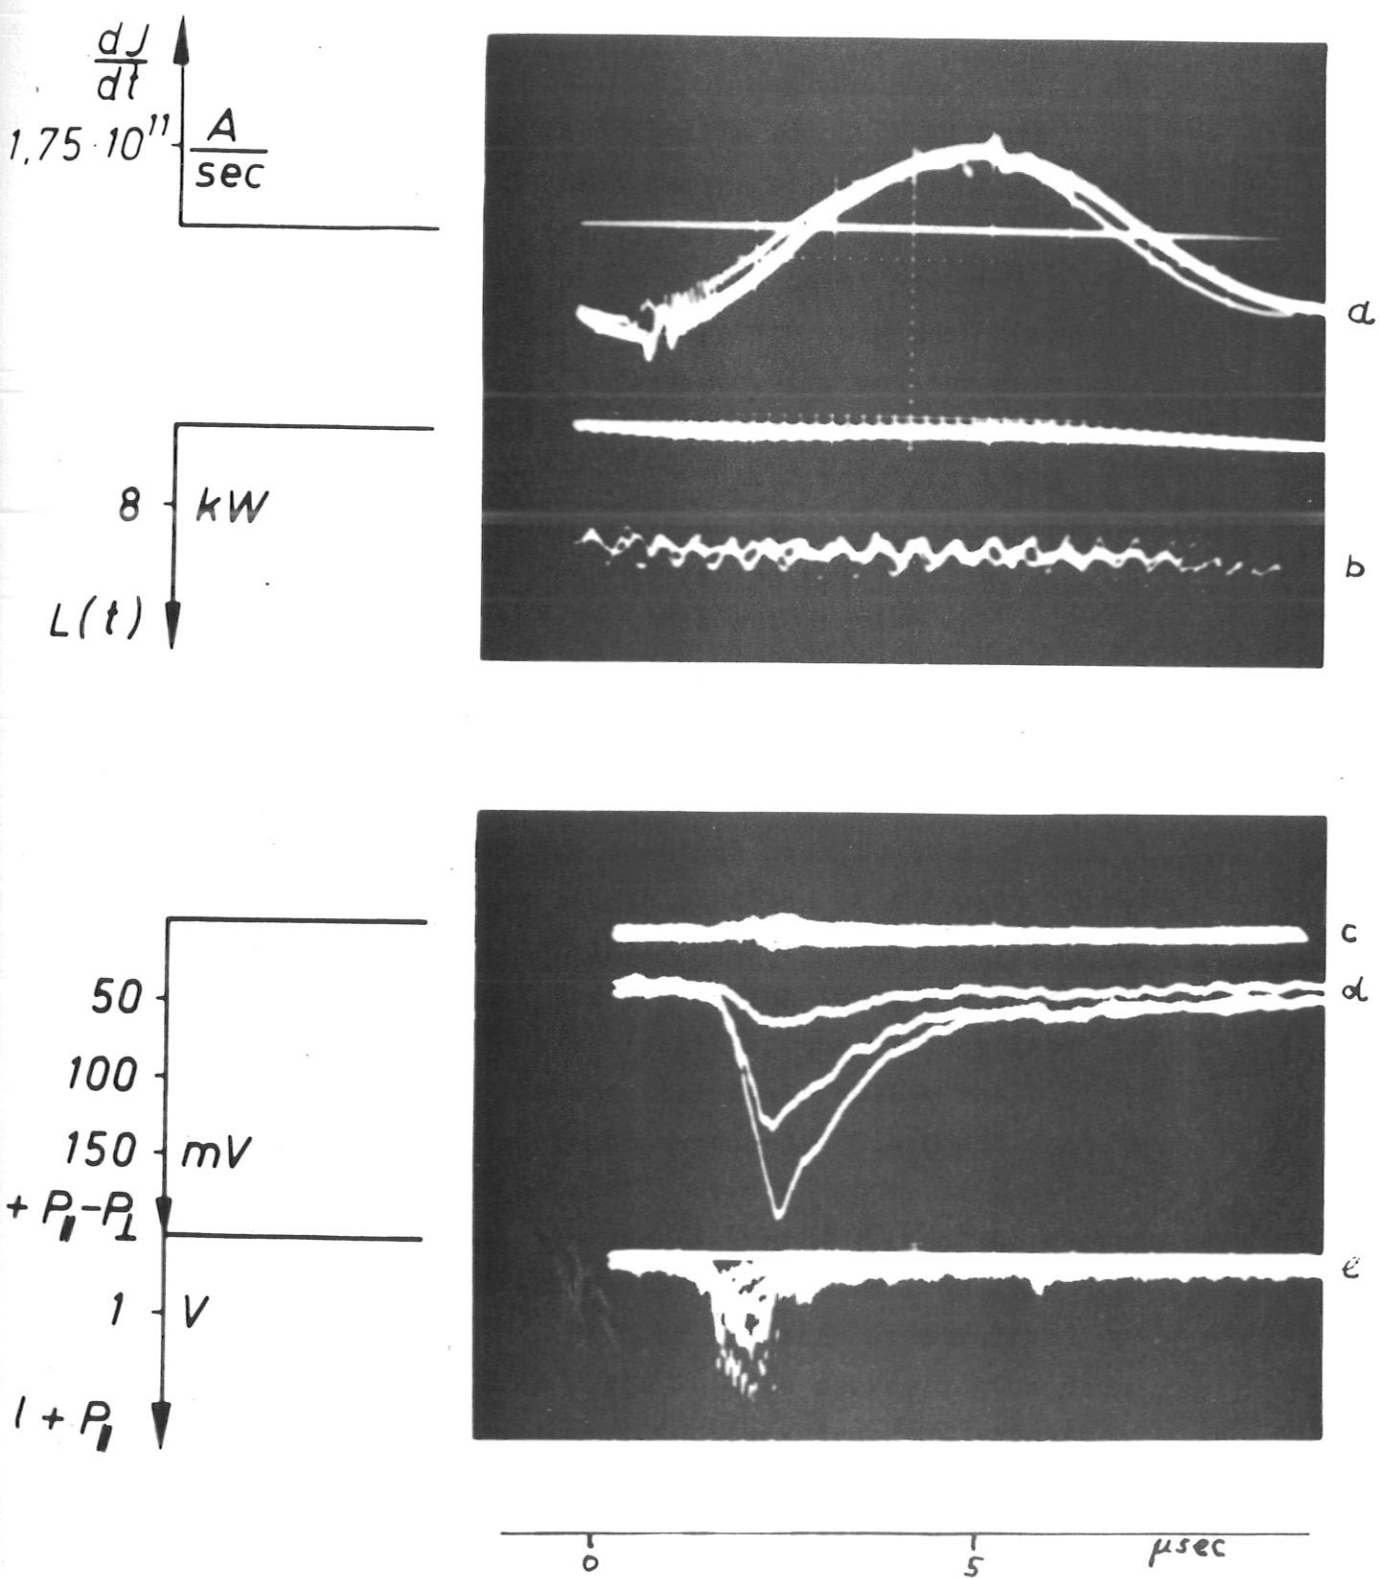 dJ
dt
1,75·10¹¹ A
sec
a
8 kW
b
L(t)
c
50 d
100
150 mV
+ P∥−P⊥
1 V
e
I + P∥
0 5 μsec